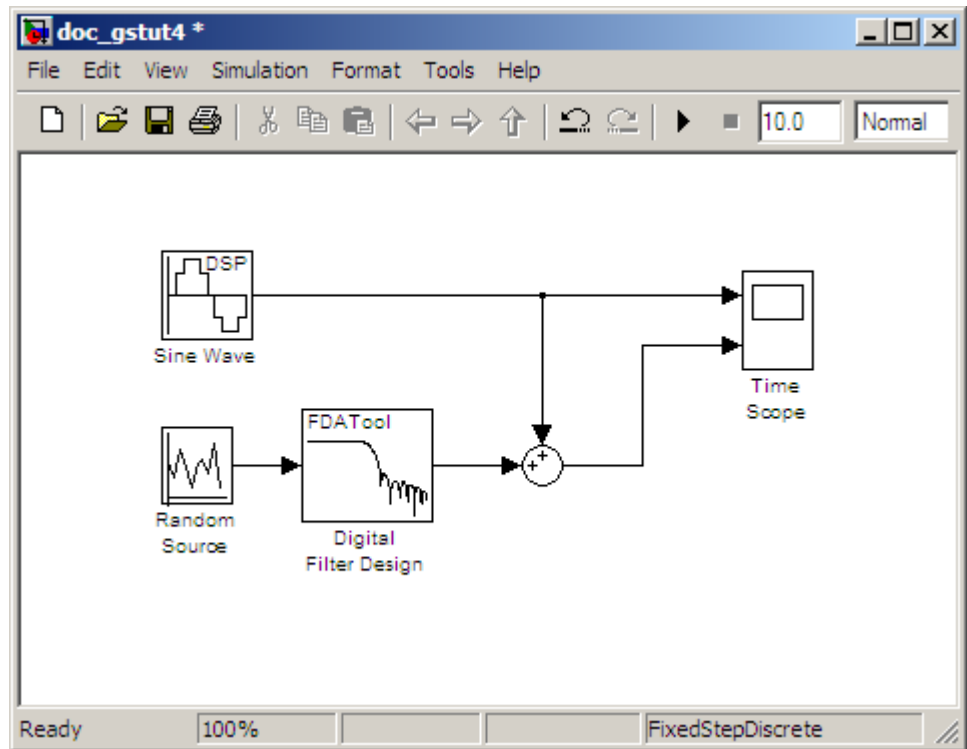 doc_gstut4 *
File Edit View Simulation Format Tools Help
10.0 Normal
DSP
Sine Wave
Time
Scope
FDATool
Random
Source
Digital
Filter Design
Ready 100% FixedStepDiscrete